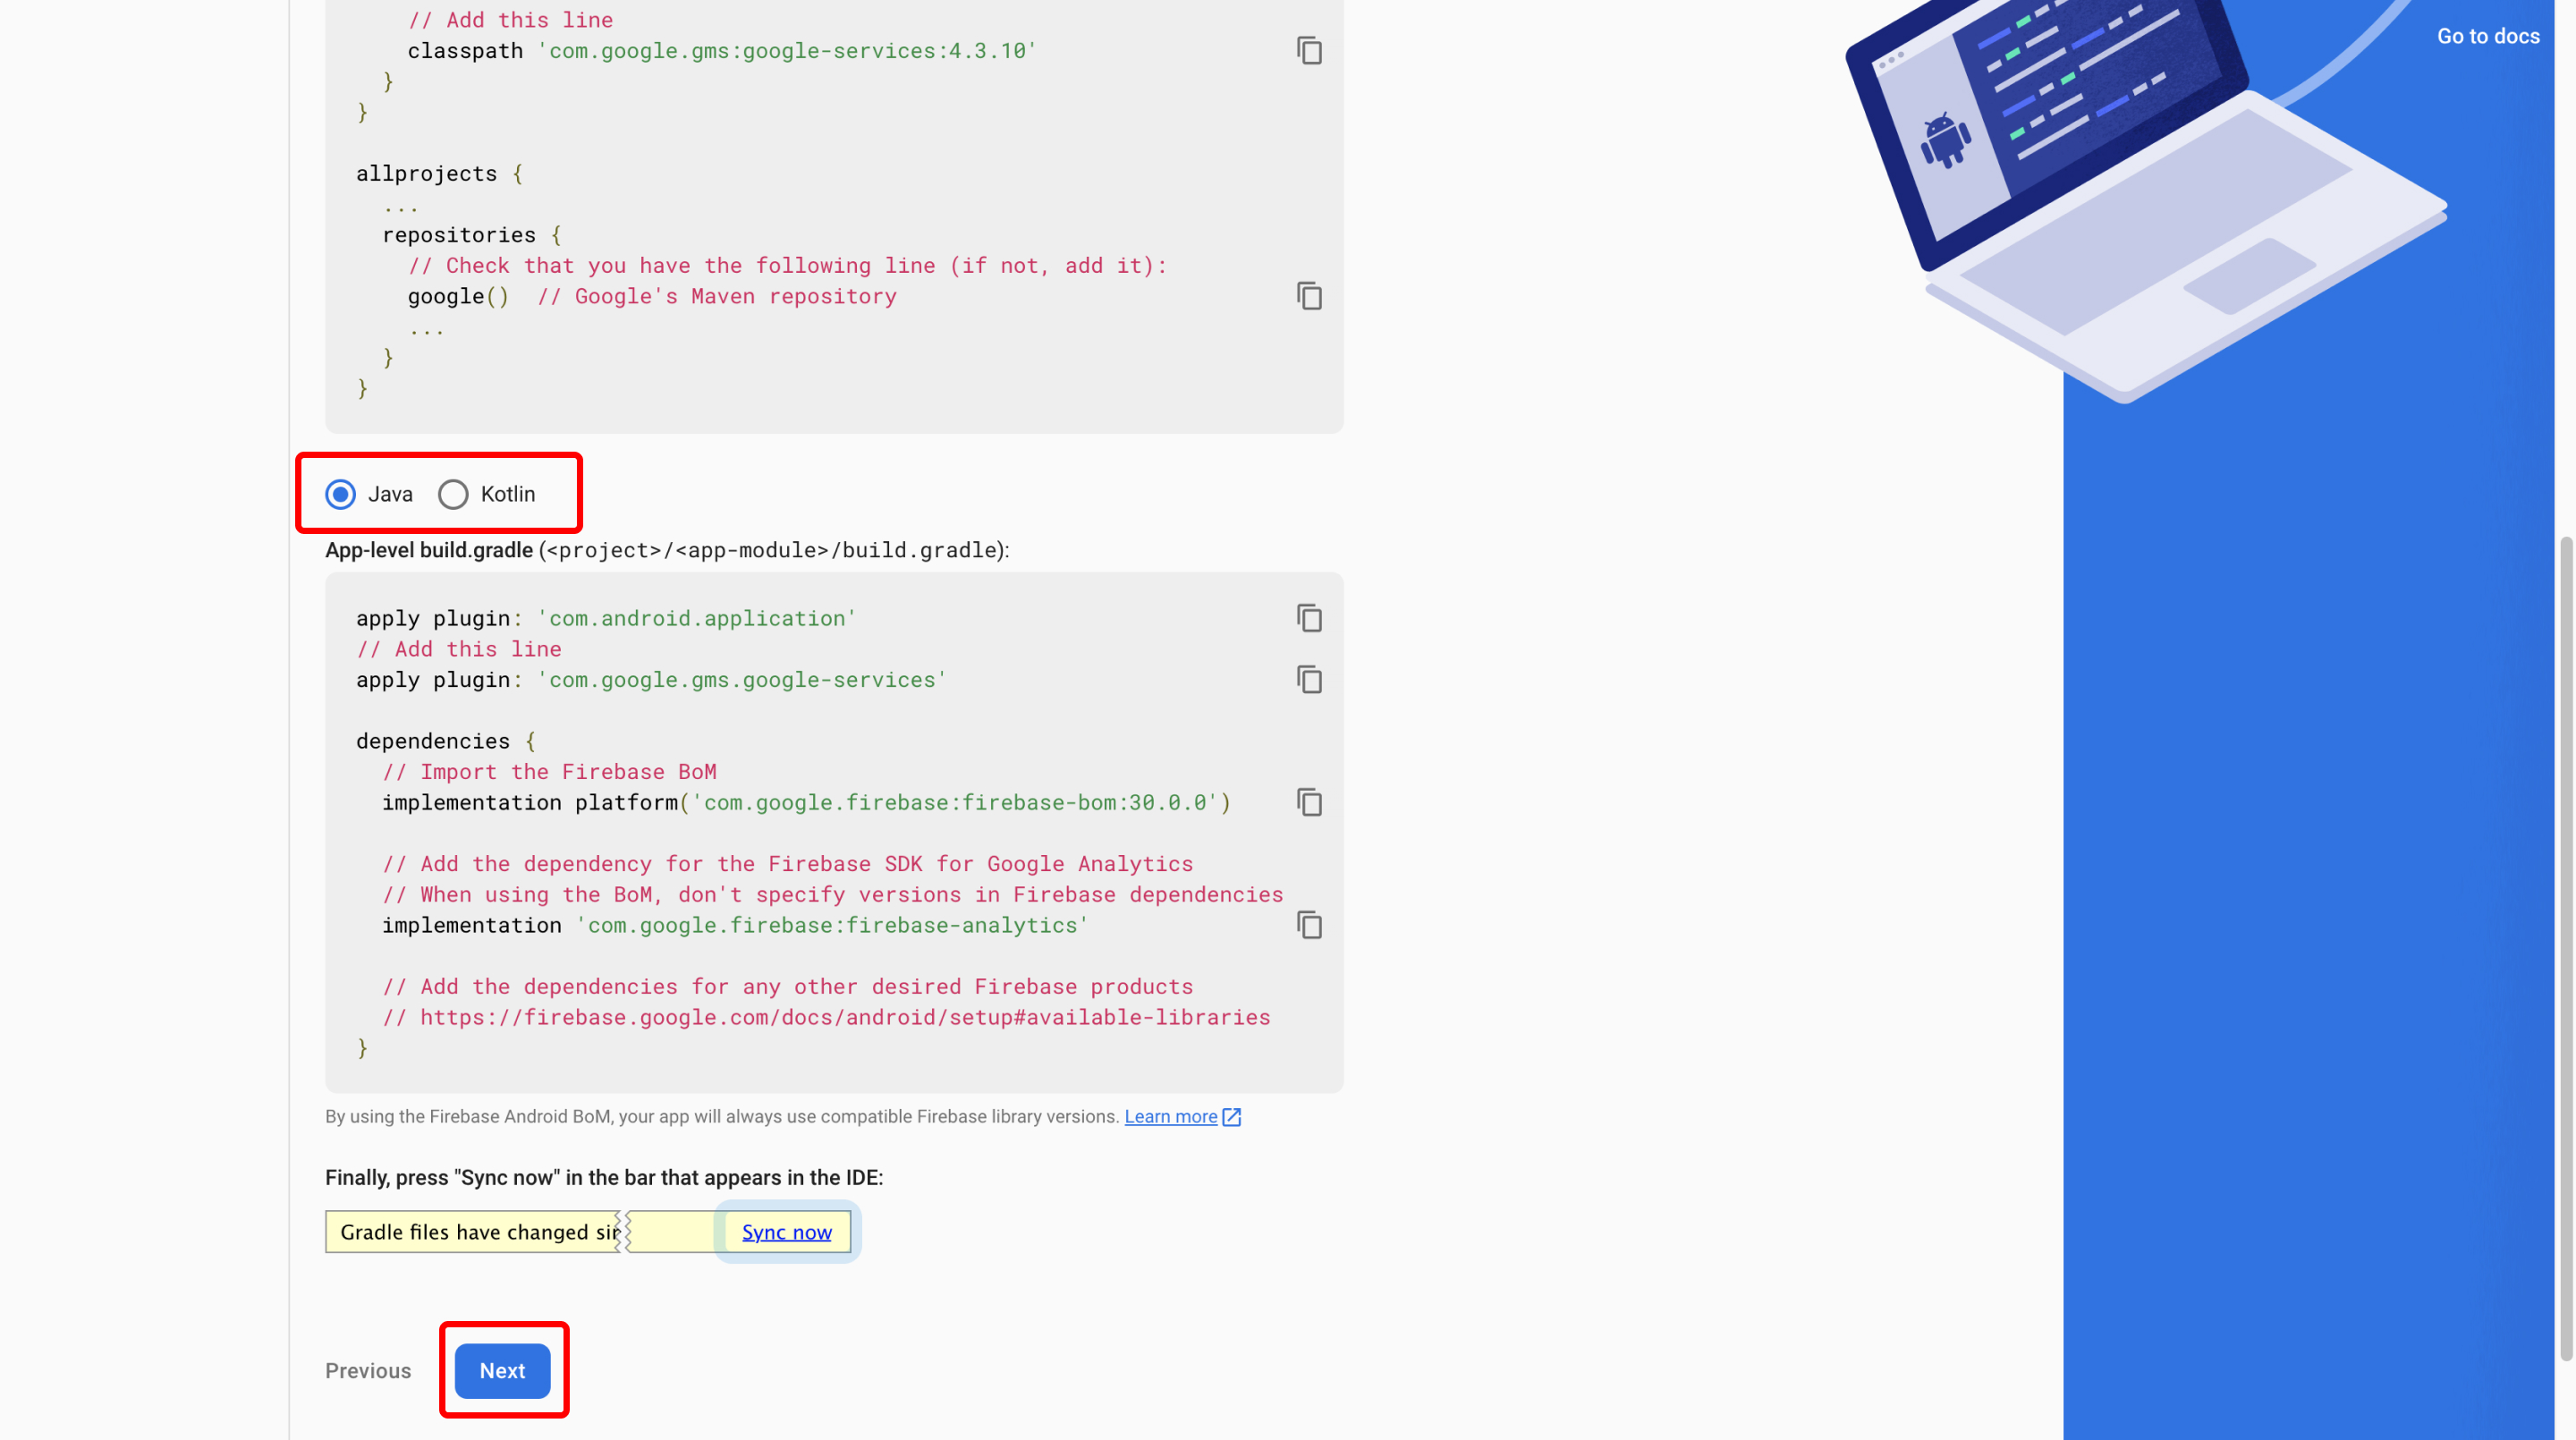 // Add this line
classpath 'com.google.gms:google-services:4.3.10'
}
}
allprojects {
...
repositories {
// Check that you have the following line (if not, add it):
google()  // Google's Maven repository
...
}
}
Go to docs
Java Kotlin
App-level build.gradle (<project>/<app-module>/build.gradle):
apply plugin: 'com.android.application'
// Add this line
apply plugin: 'com.google.gms.google-services'
dependencies {
// Import the Firebase BoM
implementation platform('com.google.firebase:firebase-bom:30.0.0')
// Add the dependency for the Firebase SDK for Google Analytics
// When using the BoM, don't specify versions in Firebase dependencies
implementation 'com.google.firebase:firebase-analytics'
// Add the dependencies for any other desired Firebase products
// https://firebase.google.com/docs/android/setup#available-libraries
}
By using the Firebase Android BoM, your app will always use compatible Firebase library versions. Learn more
Finally, press "Sync now" in the bar that appears in the IDE:
Gradle files have changed sin Sync now
Previous Next